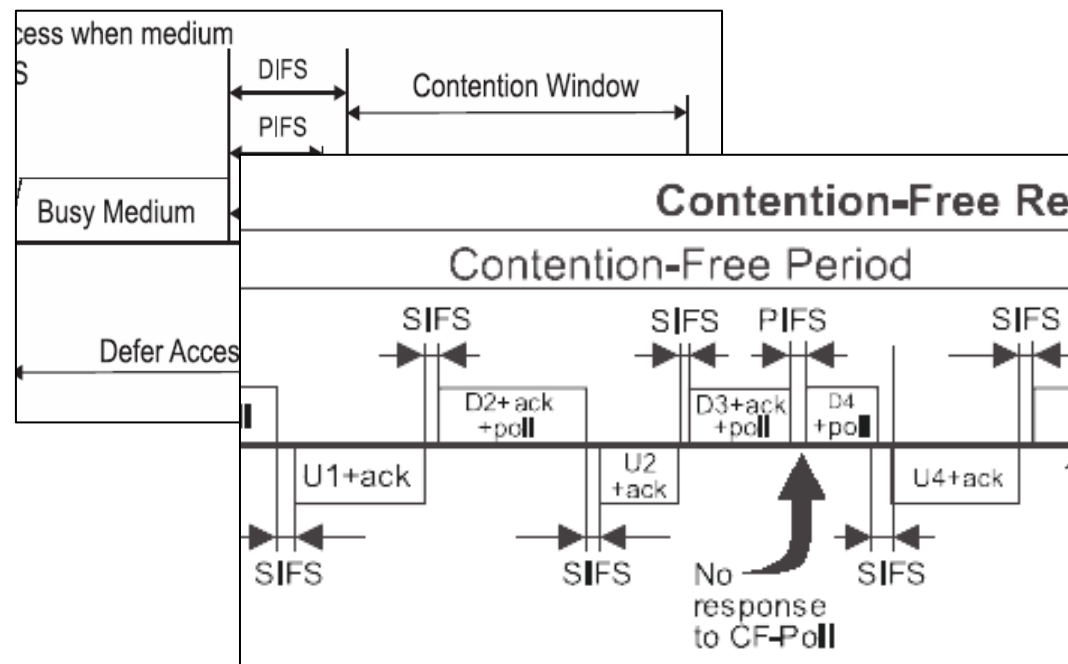 cess when medium
S
DIFS
Contention Window
PIFS
Busy Medium
Defer Acces
Contention-Free Re
Contention-Free Period
SIFS
SIFS
PIFS
SIFS
D2+ack
+poll
D3+ack
+poll
D4
+poll
U1+ack
U2
+ack
U4+ack
SIFS
SIFS
SIFS
No
response
to CF-Poll